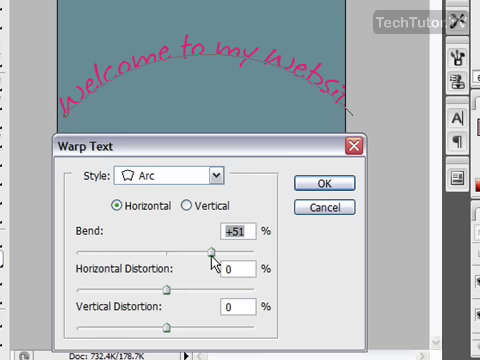 TechTutor
Welcome to my Websi
A
Warp Text
Style: Arc
OK
Horizontal Vertical
Cancel
Bend: +51 %
Horizontal Distortion: 0 %
Vertical Distortion: 0 %
Doc: 732.4K/178.7K